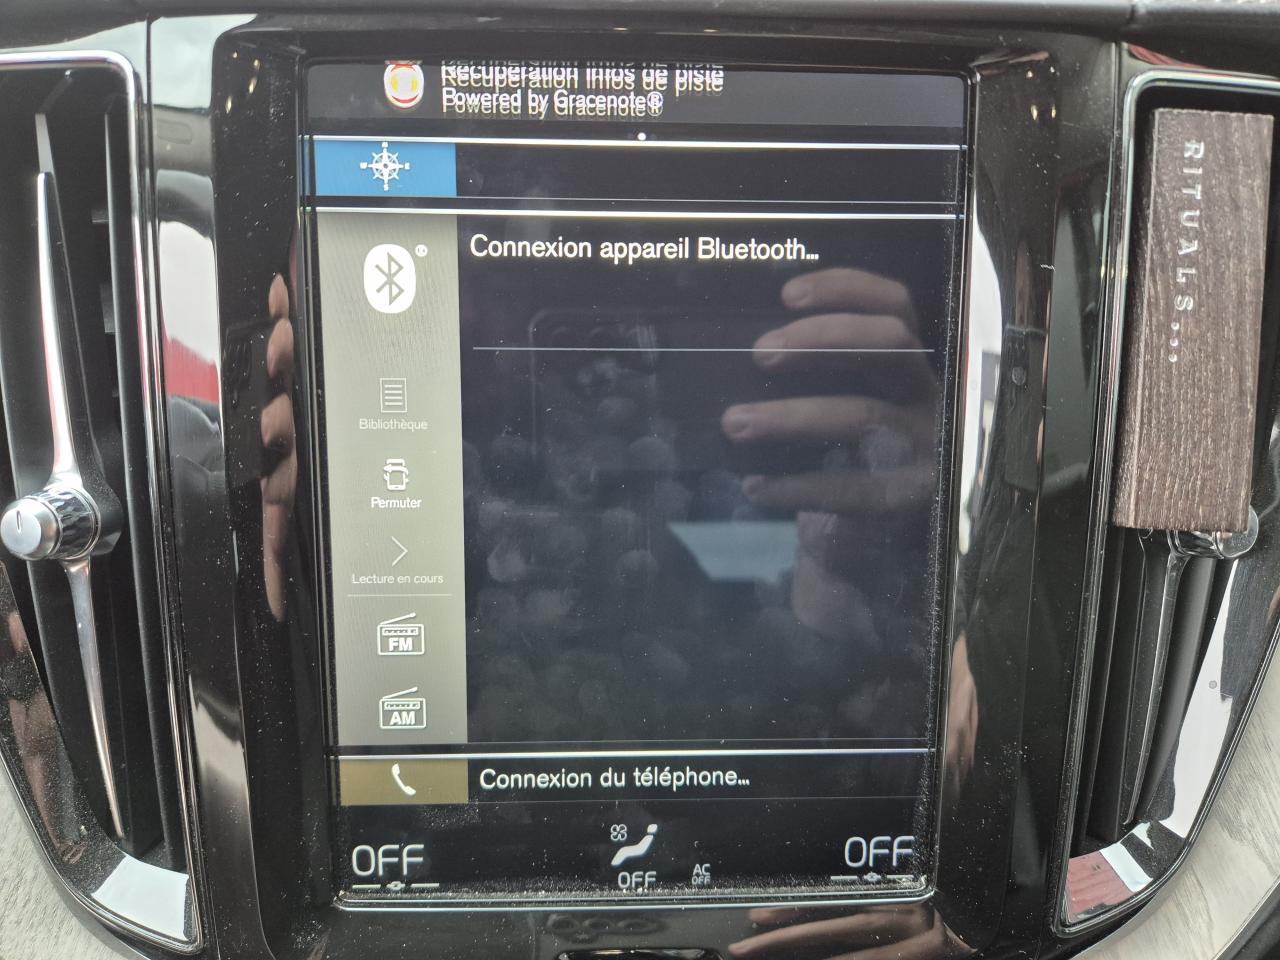 Récupération infos de piste
Powered by Gracenote®
N
W E
S
Connexion appareil Bluetooth...
Bibliothèque
Permuter
Lecture en cours
FM
AM
Connexion du téléphone...
OFF
OFF
AC
OFF
OFF
RITUALS...